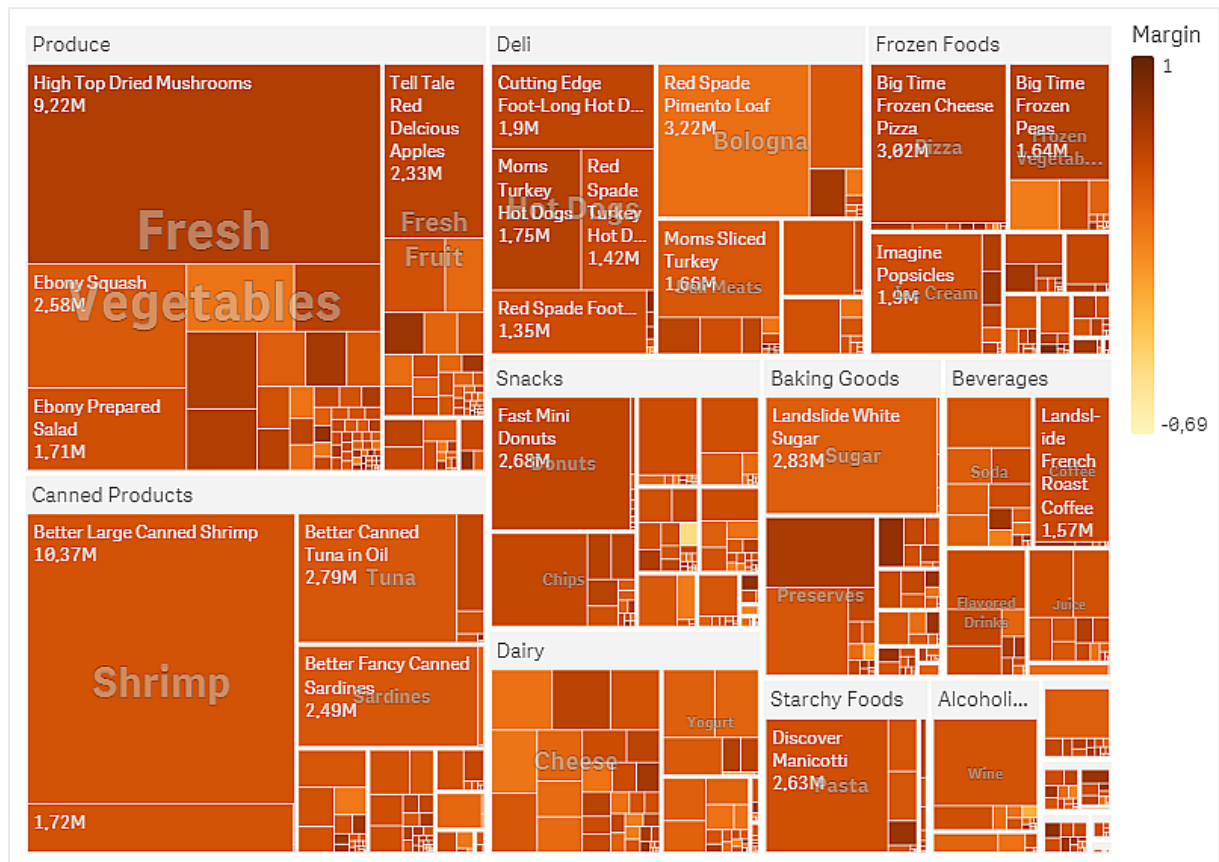 Produce
High Top Dried Mushrooms
9,22M
Fresh
Vegetables
Ebony Squash
2,58M
Ebony Prepared
Salad
1,71M
Tell Tale
Red
Delcious
Apples
2,33M
Fresh
Fruit
Canned Products
Better Large Canned Shrimp
10,37M
Shrimp
1,72M
Better Canned
Tuna in Oil
2,79M
Tuna
Better Fancy Canned
Sardines
2,49M
Sardines
Deli
Cutting Edge
Foot-Long Hot D...
1,9M
Moms
Turkey
Hot Dogs
1,75M
Red
Spade
Turkey
Hot D...
1,42M
Hot Dogs
Red Spade Foot...
1,35M
Red Spade
Pimento Loaf
3,22M
Bologna
Moms Sliced
Turkey
1,66M
Deli Meats
Frozen Foods
Big Time
Frozen Cheese
Pizza
3,02M
Pizza
Big Time
Frozen
Peas
1,64M
Frozen
Vegetab...
Imagine
Popsicles
1,9M
Ice Cream
Snacks
Fast Mini
Donuts
2,68M
Donuts
Chips
Dairy
Cheese
Yogurt
Baking Goods
Landslide White
Sugar
2,83M
Sugar
Preserves
Beverages
Soda
Landsl-
ide
French
Roast
Coffee
1,57M
Coffee
Flavored
Drinks
Juice
Starchy Foods
Discover
Manicotti
2,63M
Pasta
Alcoholi...
Wine
Margin
1
-0,69